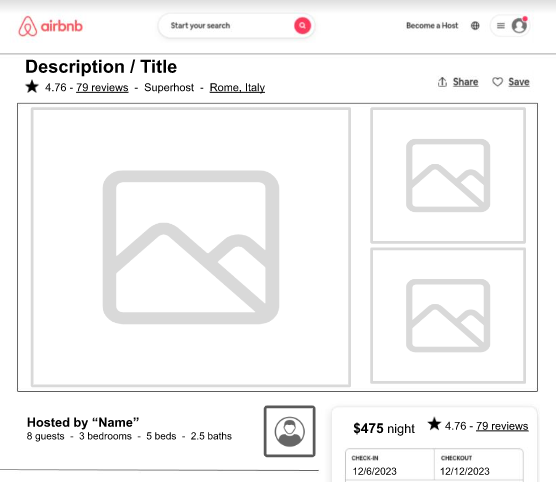 airbnb
Start your search
Become a Host
Description / Title
4.76 - 79 reviews - Superhost - Rome, Italy
Share
Save
Hosted by “Name”
8 guests - 3 bedrooms - 5 beds - 2.5 baths
$475 night
4.76 - 79 reviews
CHECK-IN
CHECKOUT
12/6/2023
12/12/2023